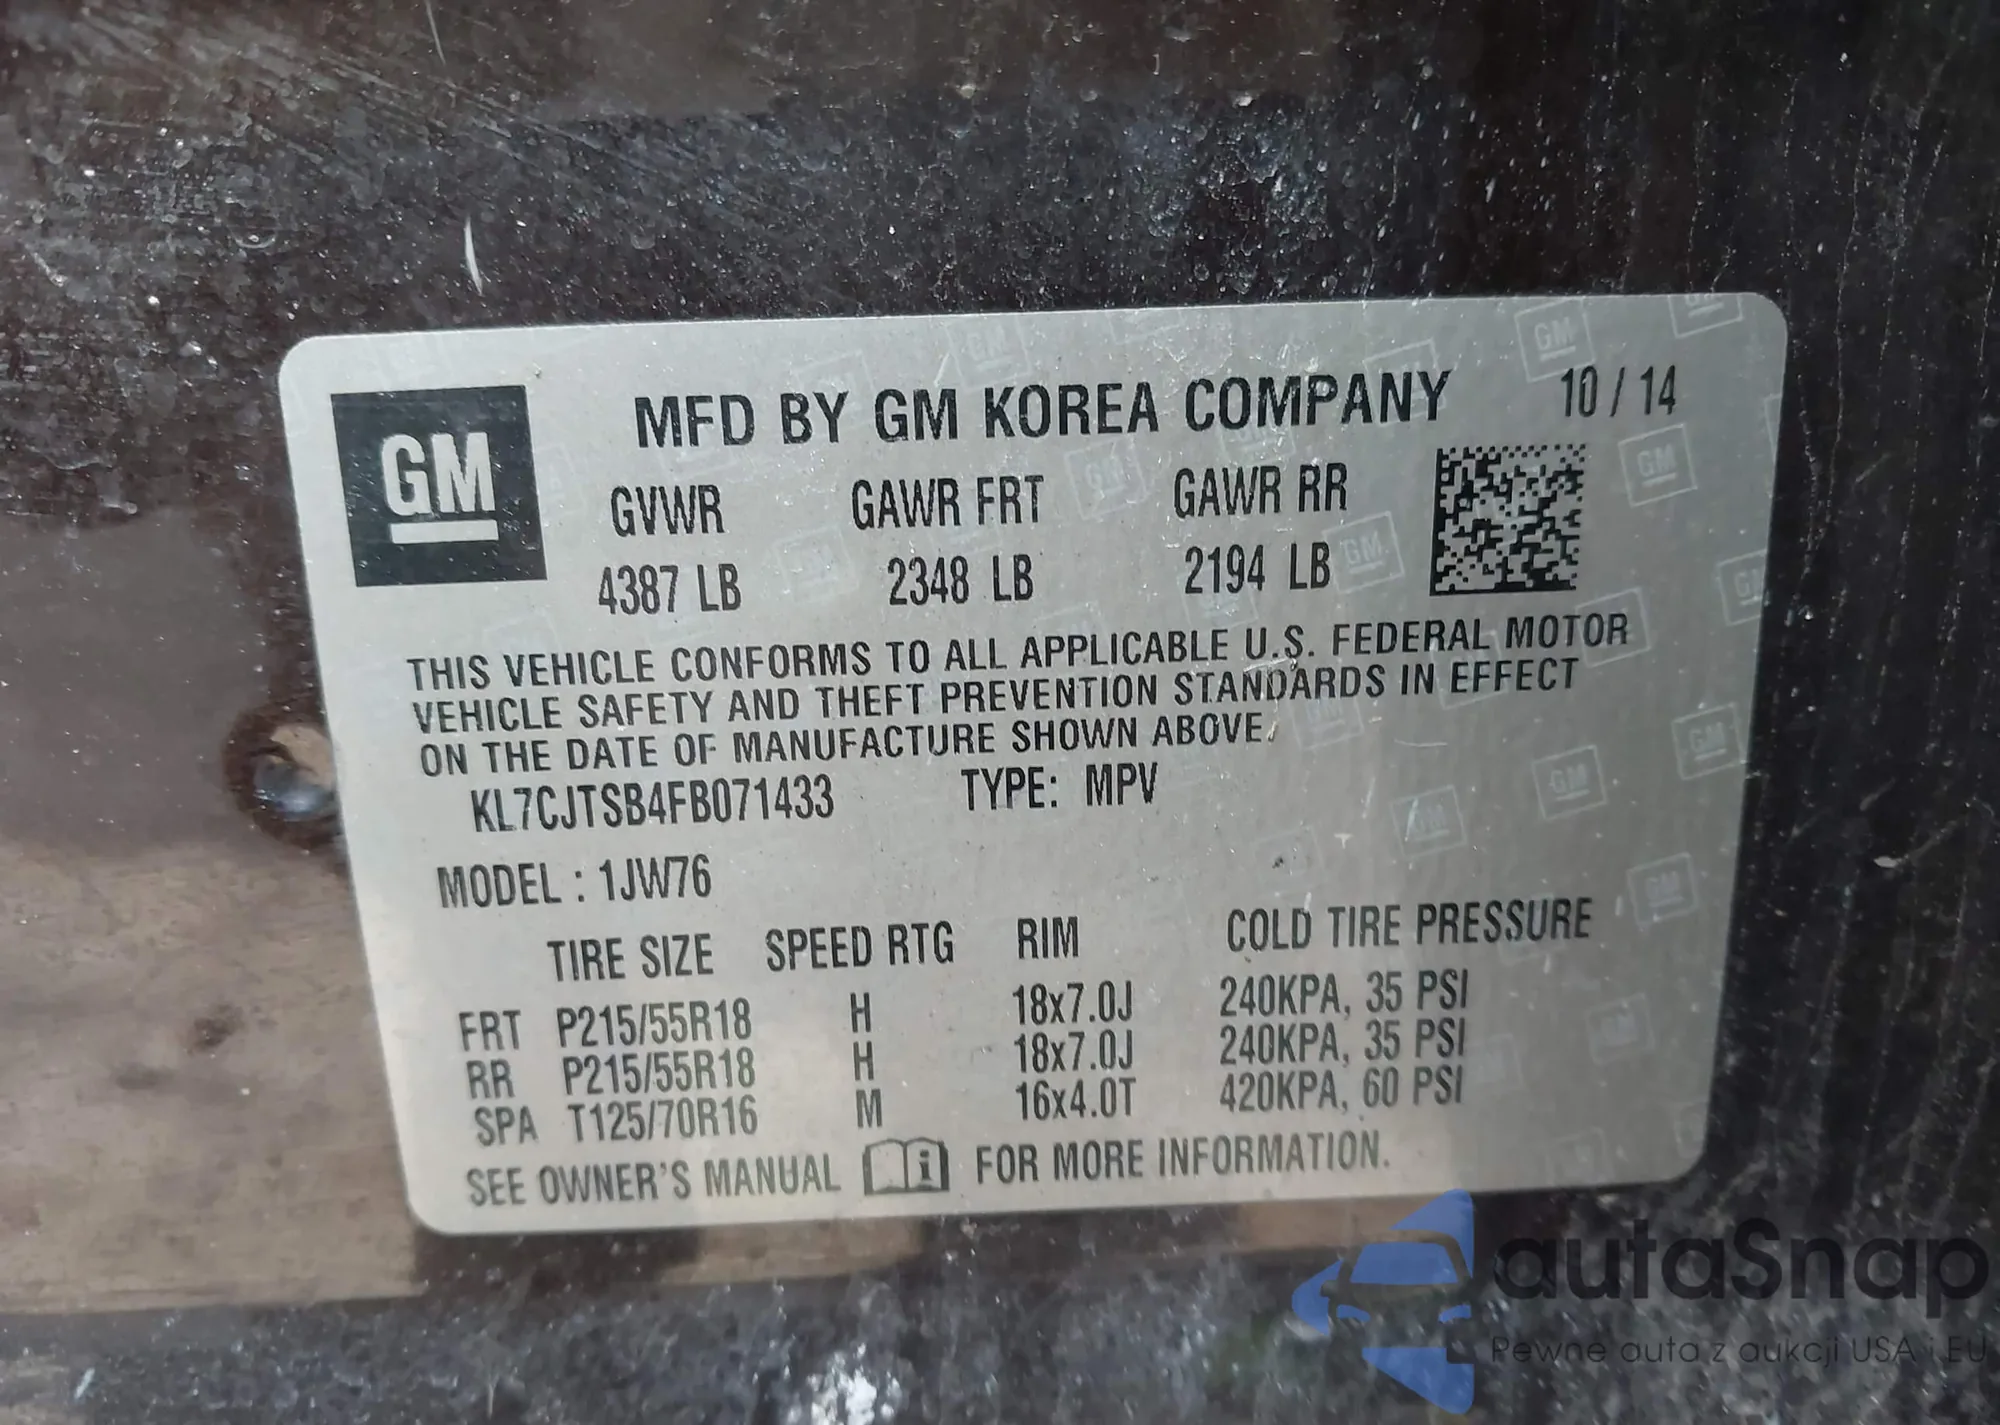 GM
MFD BY GM KOREA COMPANY 10 / 14
GVWR GAWR FRT GAWR RR
4387 LB 2348 LB 2194 LB
THIS VEHICLE CONFORMS TO ALL APPLICABLE U.S. FEDERAL MOTOR
VEHICLE SAFETY AND THEFT PREVENTION STANDARDS IN EFFECT
ON THE DATE OF MANUFACTURE SHOWN ABOVE.
KL7CJTSB4FB071433 TYPE: MPV
MODEL : 1JW76
TIRE SIZE SPEED RTG RIM COLD TIRE PRESSURE
FRT P215/55R18 H 18x7.0J 240KPA, 35 PSI
RR P215/55R18 H 18x7.0J 240KPA, 35 PSI
SPA T125/70R16 M 16x4.0T 420KPA, 60 PSI
SEE OWNER'S MANUAL i FOR MORE INFORMATION.
autaSnap
Pewne auta z aukcji USA i EU